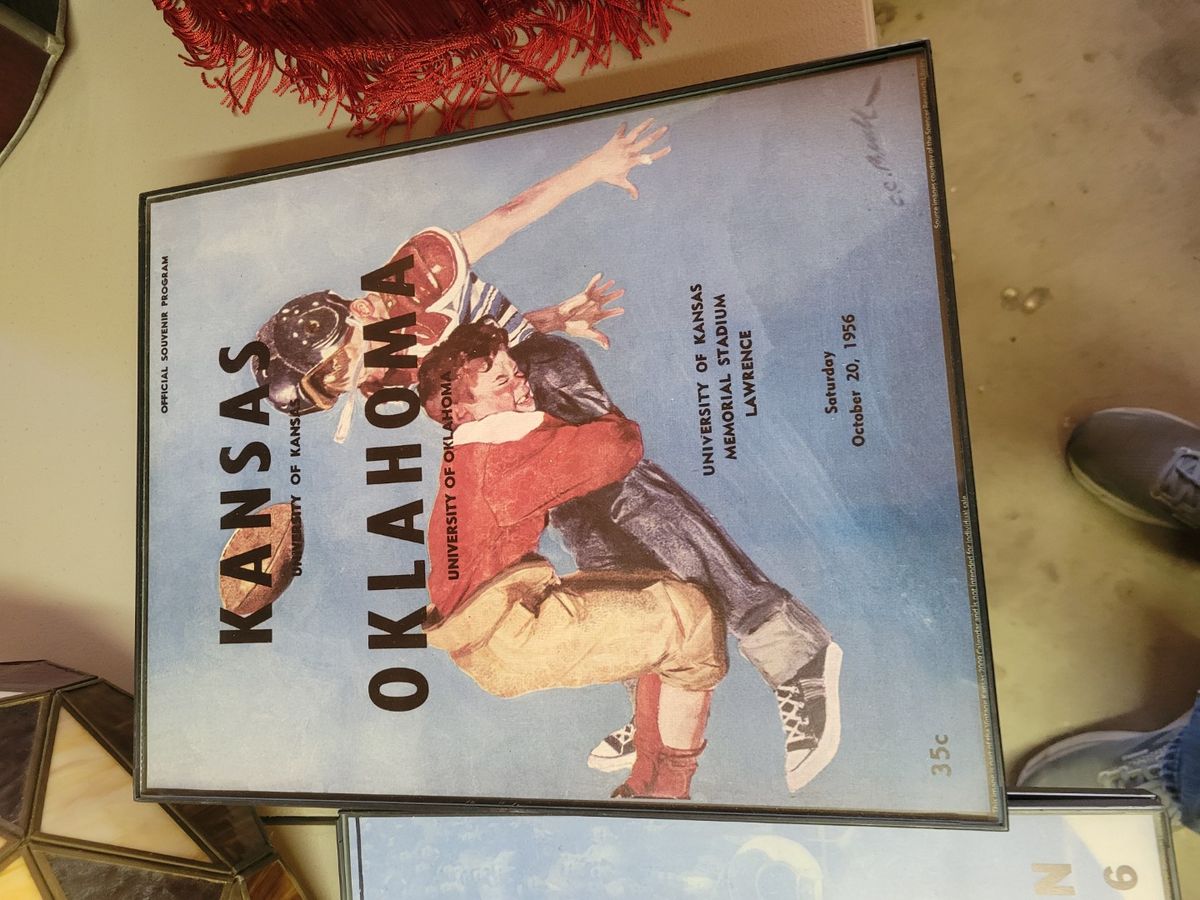 OFFICIAL SOUVENIR PROGRAM
KANSAS
UNIVERSITY OF KANSAS
OKLAHOMA
UNIVERSITY OF OKLAHOMA
UNIVERSITY OF KANSAS
MEMORIAL STADIUM
LAWRENCE
Saturday
October 20, 1956
35c
N
6